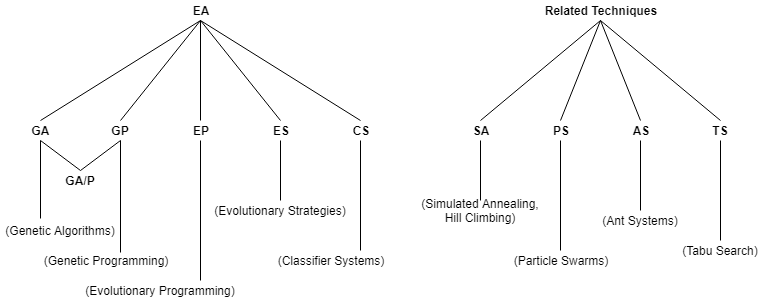 EA
Related Techniques
GA
GP
EP
ES
CS
SA
PS
AS
TS
GA/P
(Simulated Annealing,
Hill Climbing)
(Evolutionary Strategies)
(Ant Systems)
(Genetic Algorithms)
(Tabu Search)
(Genetic Programming)
(Classifier Systems)
(Particle Swarms)
(Evolutionary Programming)